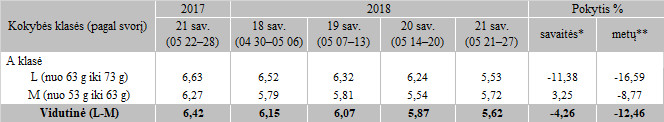 Kokybės klasės (pagal svorį) 2017 2018 Pokytis %
21 sav. (05 22–28) 18 sav. (04 30–05 06) 19 sav. (05 07–13) 20 sav. (05 14–20) 21 sav. (05 21–27) savaitės* metų**
A klasė
L (nuo 63 g iki 73 g) 6,63 6,52 6,32 6,24 5,53 -11,38 -16,59
M (nuo 53 g iki 63 g) 6,27 5,79 5,81 5,54 5,72 3,25 -8,77
Vidutinė (L-M) 6,42 6,15 6,07 5,87 5,62 -4,26 -12,46